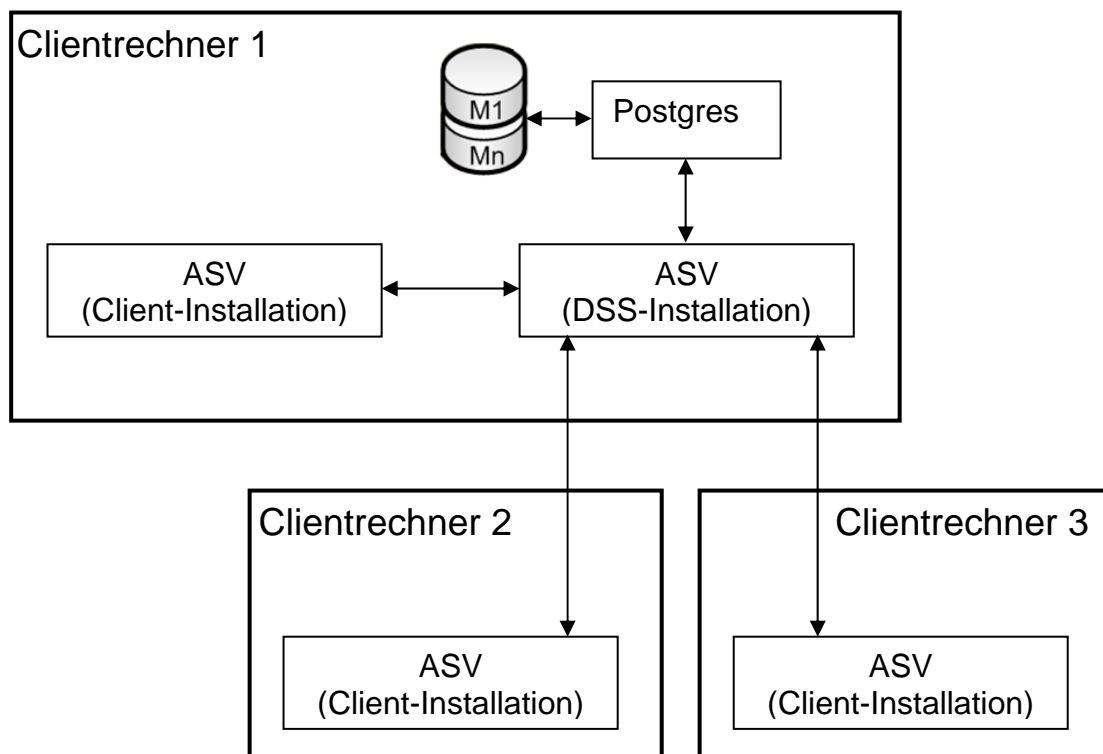 Clientrechner 1
M1
Mn
Postgres
ASV
(Client-Installation)
ASV
(DSS-Installation)
Clientrechner 2
ASV
(Client-Installation)
Clientrechner 3
ASV
(Client-Installation)